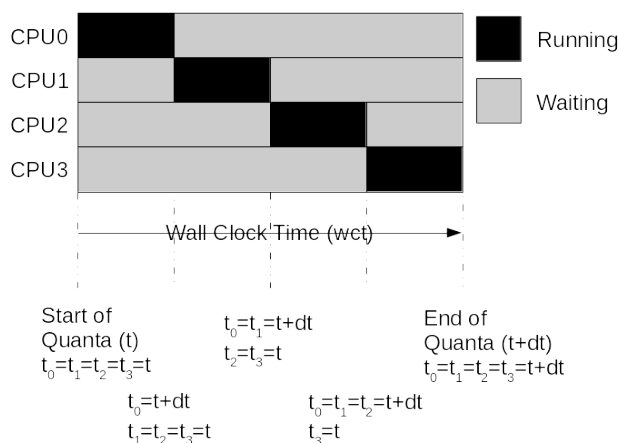 CPU0
CPU1
CPU2
CPU3
Running
Waiting
Wall Clock Time (wct)
Start of
Quanta (t)
t₀=t₁=t₂=t₃=t
t₀=t+dt
t₁=t₂=t₃=t
t₀=t₁=t+dt
t₂=t₃=t
t₀=t₁=t₂=t+dt
t₃=t
End of
Quanta (t+dt)
t₀=t₁=t₂=t₃=t+dt